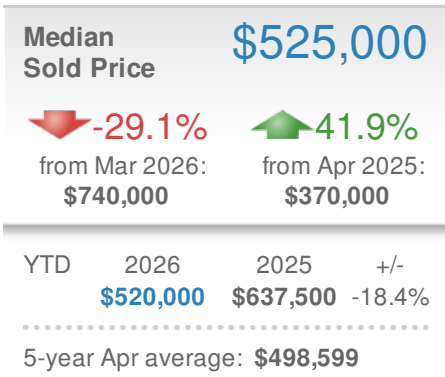 Median $525,000
Sold Price
-29.1% 41.9%
from Mar 2026: from Apr 2025:
$740,000 $370,000
YTD 2026 2025 +/-
$520,000 $637,500 -18.4%
5-year Apr average: $498,599